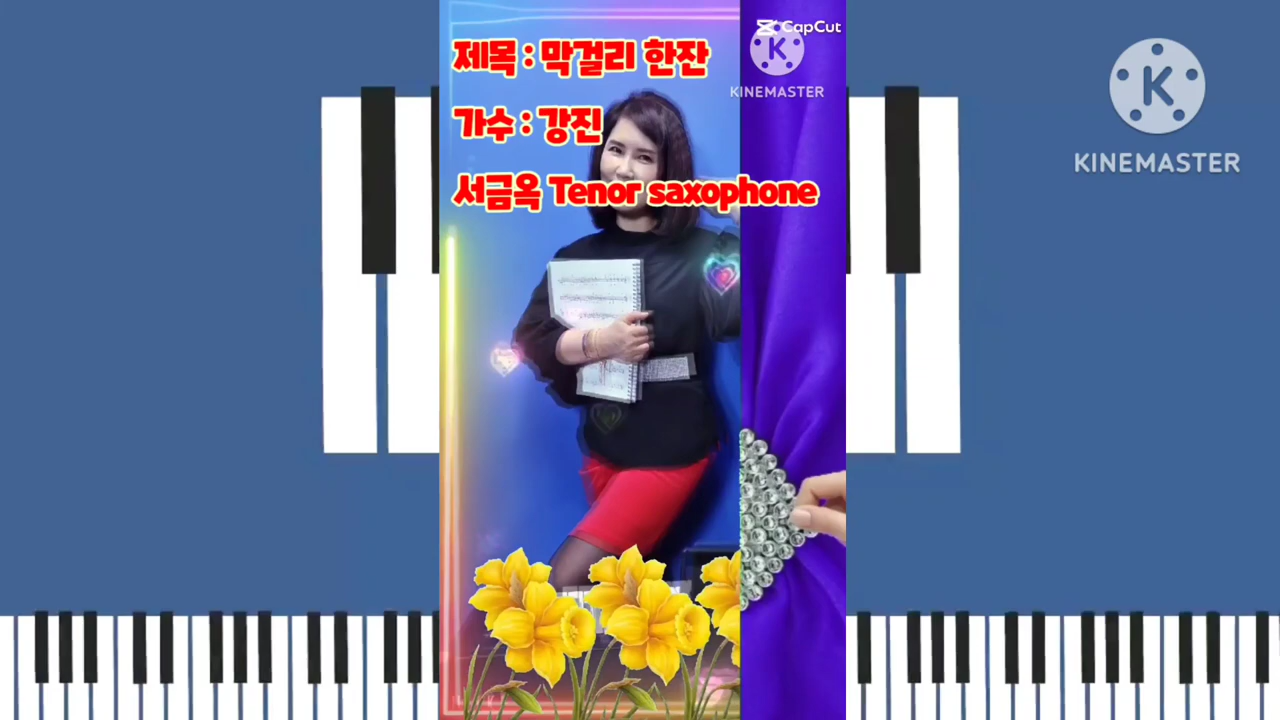 CapCut
제목 : 막걸리 한잔
KINEMASTER
가수 : 강진
서금옥 Tenor saxophone
K
KINEMASTER
K